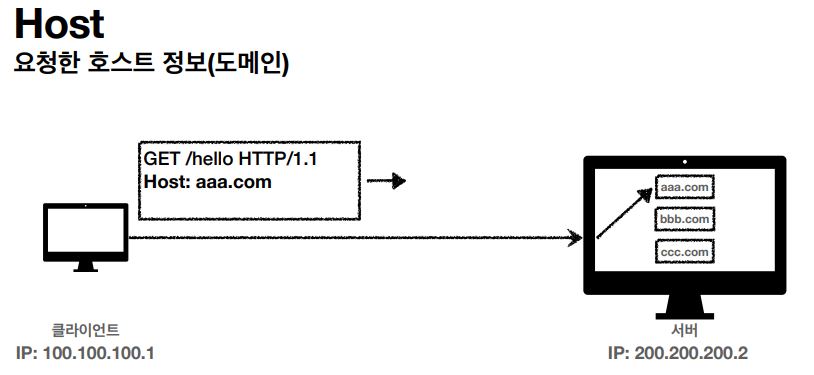 Host
요청한 호스트 정보(도메인)
GET /hello HTTP/1.1
Host: aaa.com
aaa.com
bbb.com
ccc.com
클라이언트
IP: 100.100.100.1
서버
IP: 200.200.200.2